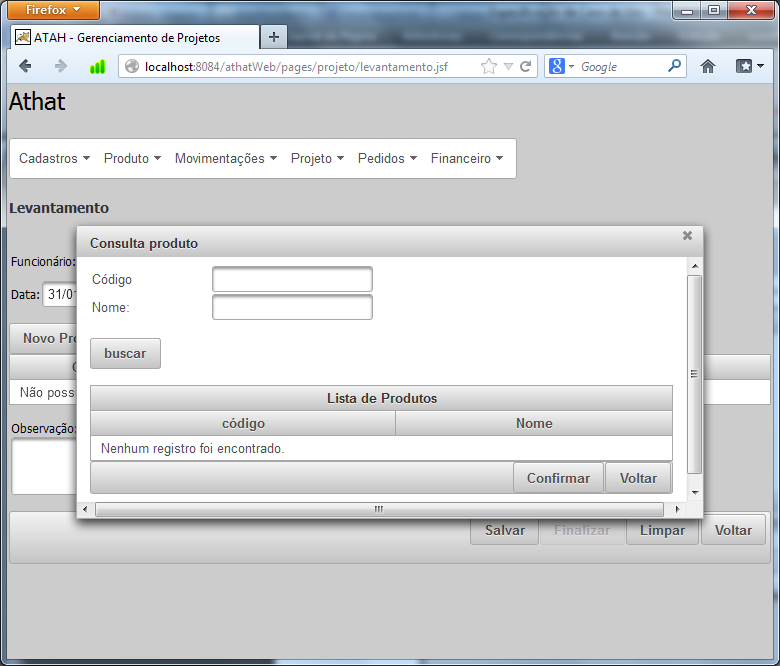 Firefox
ATAH - Gerenciamento de Projetos
localhost:8084/athatWeb/pages/projeto/levantamento.jsf
Google
Athat
Cadastros Produto Movimentações Projeto Pedidos Financeiro
Levantamento
Consulta produto
Funcionário:
Código
Data: 31/01
Nome:
Novo Pro
buscar
Lista de Produtos
código Nome
Não poss
Nenhum registro foi encontrado.
Observação:
Confirmar Voltar
Salvar Finalizar Limpar Voltar